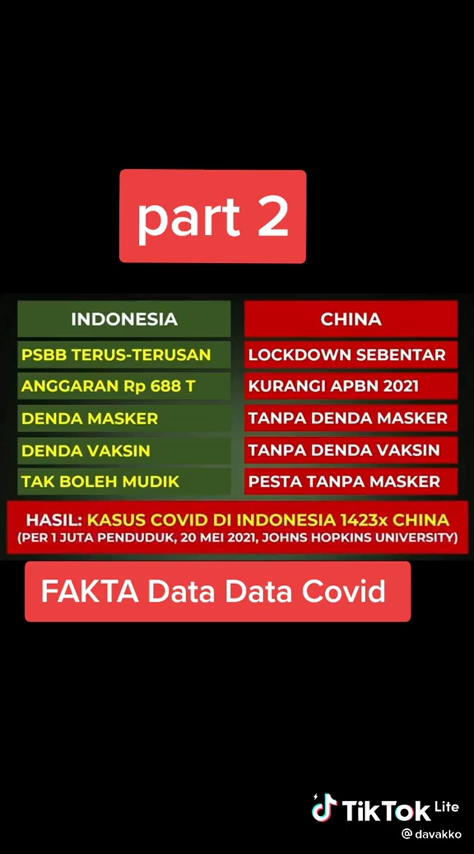 part 2
INDONESIA
CHINA
PSBB TERUS-TERUSAN
LOCKDOWN SEBENTAR
ANGGARAN Rp 688 T
KURANGI APBN 2021
DENDA MASKER
TANPA DENDA MASKER
DENDA VAKSIN
TANPA DENDA VAKSIN
TAK BOLEH MUDIK
PESTA TANPA MASKER
HASIL: KASUS COVID DI INDONESIA 1423x CHINA
(PER 1 JUTA PENDUDUK, 20 MEI 2021, JOHNS HOPKINS UNIVERSITY)
FAKTA Data Data Covid
TikTok Lite
@davakko